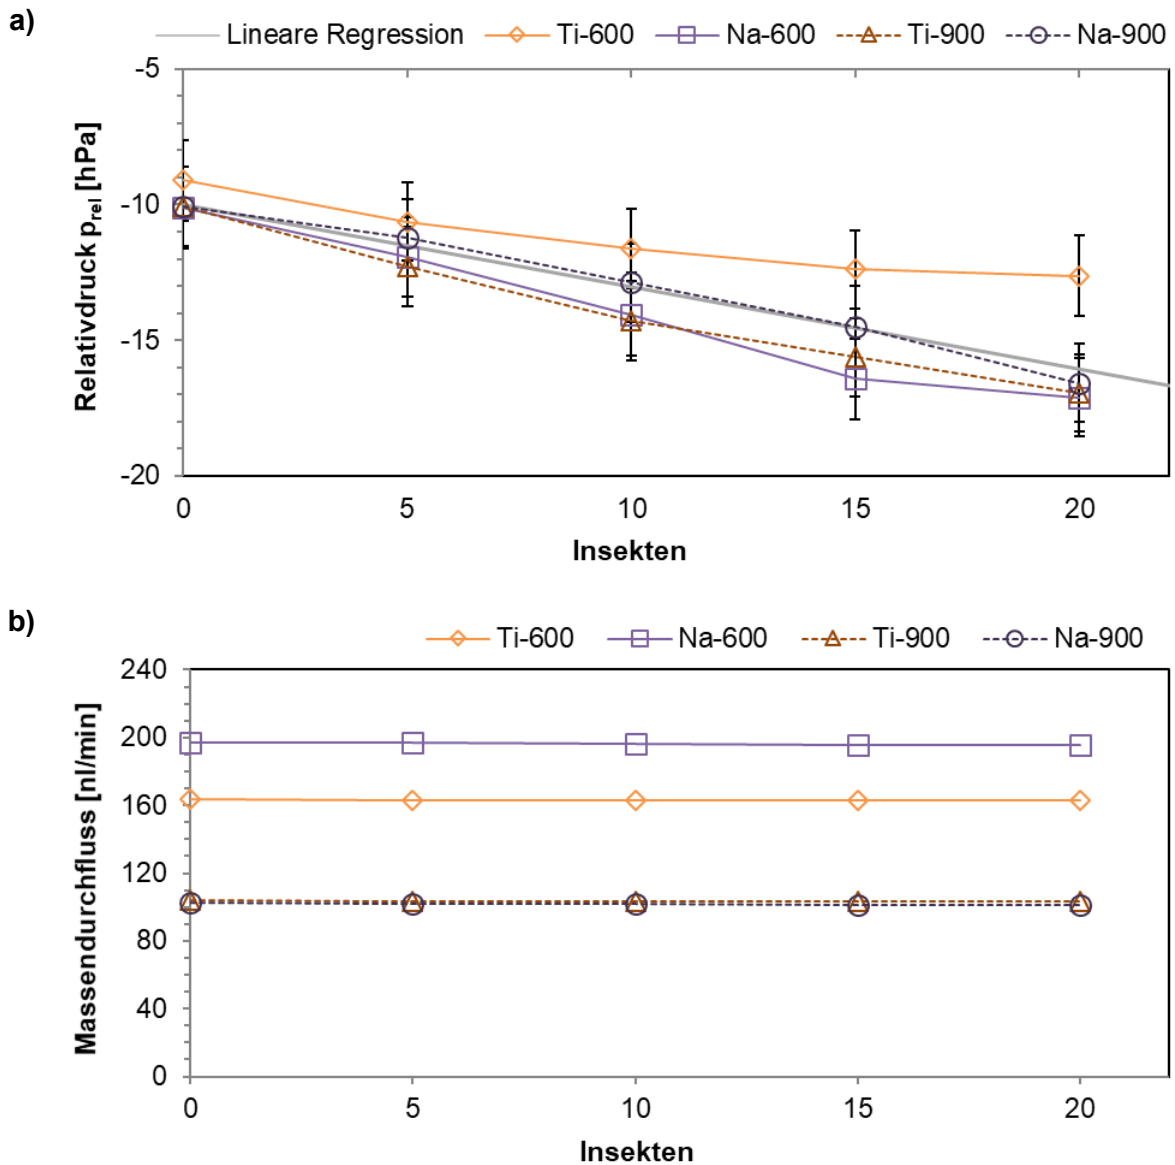 a)
Lineare Regression Ti-600 Na-600 Ti-900 Na-900
-5
-10
-15
-20
Relativdruck prel [hPa]
0 5 10 15 20
Insekten
b)
Ti-600 Na-600 Ti-900 Na-900
240
200
160
120
80
40
0
Massendurchfluss [nl/min]
0 5 10 15 20
Insekten